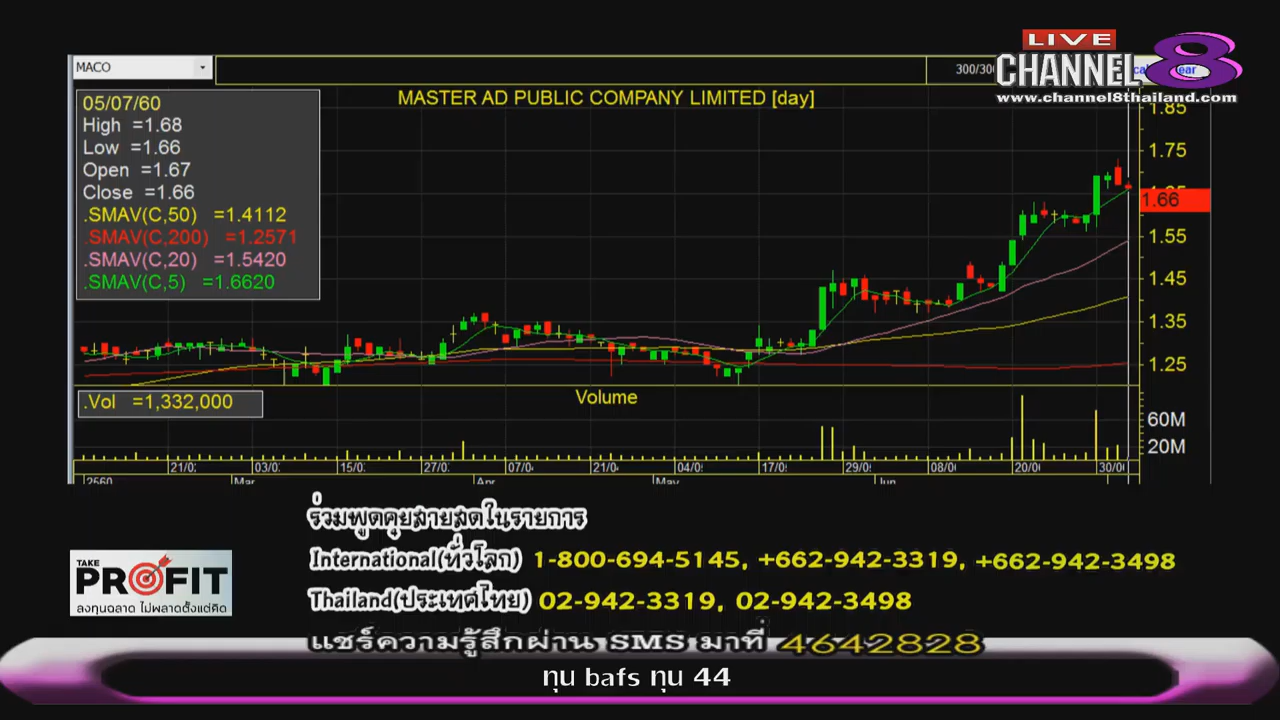 LIVE
CHANNEL 8
www.channel8thailand.com
MACO
300/300
MASTER AD PUBLIC COMPANY LIMITED [day]
05/07/60
High =1.68
Low =1.66
Open =1.67
Close =1.66
.SMAV(C,50) =1.4112
.SMAV(C,200) =1.2571
.SMAV(C,20) =1.5420
.SMAV(C,5) =1.6620
1.85
1.75
1.66
1.55
1.45
1.35
1.25
.Vol =1,332,000
Volume
60M
20M
21/0
03/0
15/0
27/0
07/0
21/0
04/0
17/0
29/0
08/0
20/0
30/0
2560
Mar
Apr
May
Jun
ร่วมพูดคุยสายสดในรายการ
International(ทั่วโลก) 1-800-694-5145, +662-942-3319, +662-942-3498
Thailand(ประเทศไทย) 02-942-3319, 02-942-3498
แชร์ความรู้สึกผ่าน SMS มาที่ 4642828
TAKE
PROFIT
ลงทุนฉลาด ไม่พลาดตั้งแต่คิด
ทุน bafs ทุน 44